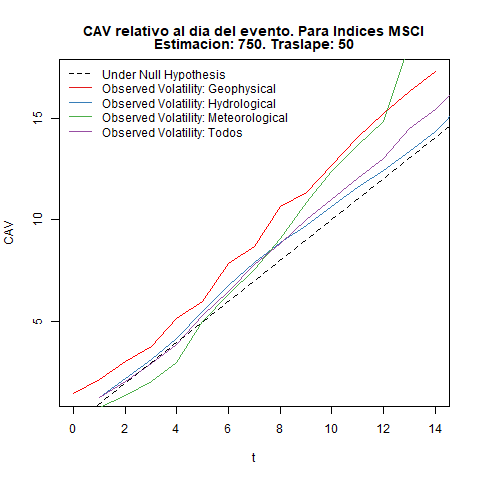 CAV relativo al dia del evento. Para Indices MSCI
Estimacion: 750. Traslape: 50
Under Null Hypothesis
Observed Volatility: Geophysical
Observed Volatility: Hydrological
Observed Volatility: Meteorological
Observed Volatility: Todos
15
10
5
CAV
0 2 4 6 8 10 12 14
t